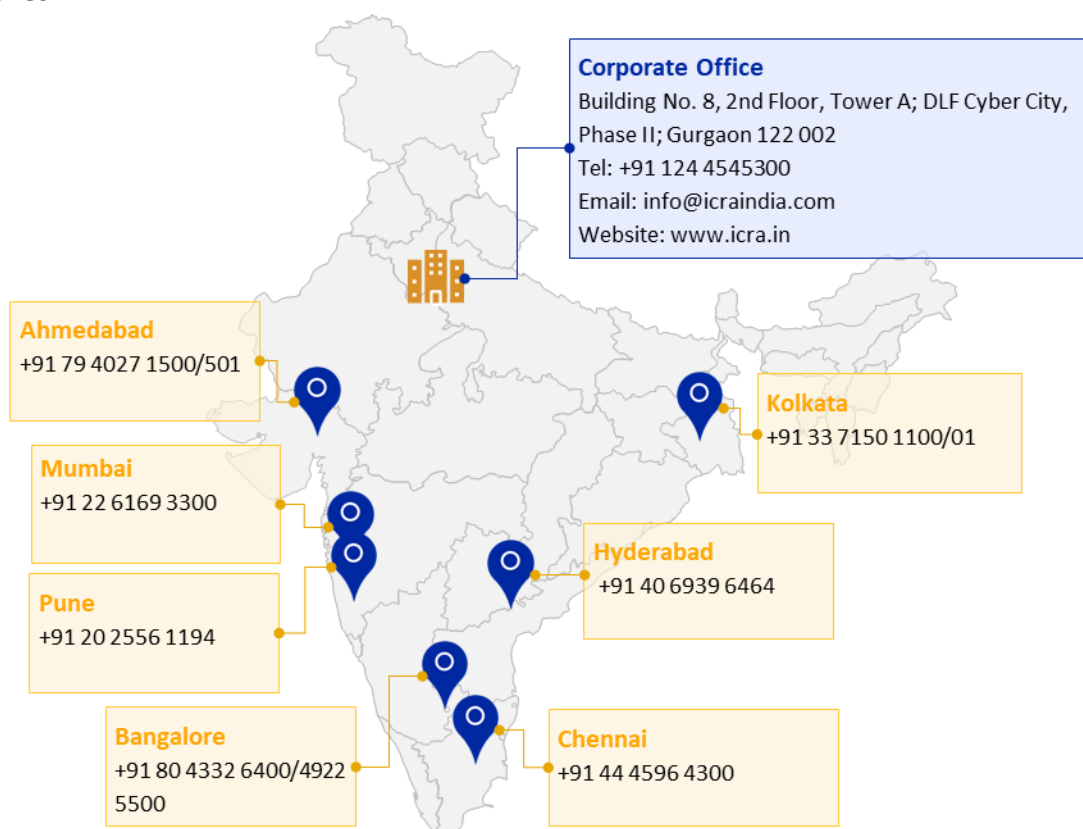 Corporate Office
Building No. 8, 2nd Floor, Tower A; DLF Cyber City,
Phase II; Gurgaon 122 002
Tel: +91 124 4545300
Email: info@icraindia.com
Website: www.icra.in
Ahmedabad
+91 79 4027 1500/501
Kolkata
+91 33 7150 1100/01
Mumbai
+91 22 6169 3300
Hyderabad
+91 40 6939 6464
Pune
+91 20 2556 1194
Bangalore
+91 80 4332 6400/4922
5500
Chennai
+91 44 4596 4300